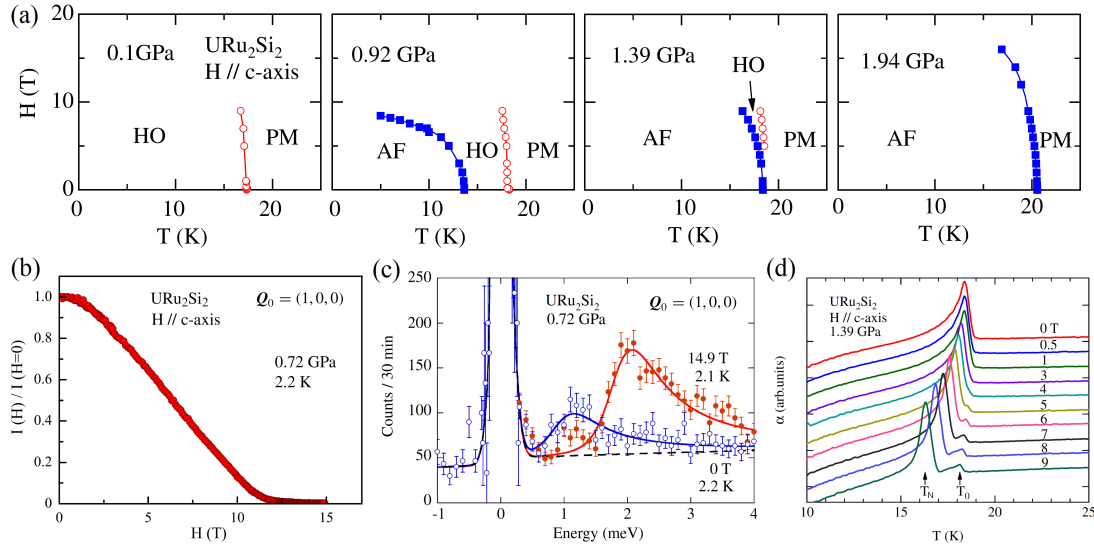 (a)
0.1GPa
URu₂Si₂
H // c-axis
HO
PM
H (T)
20
10
0
0
10
20
T (K)
0.92 GPa
AF
HO
PM
0
10
20
T (K)
1.39 GPa
HO
AF
PM
0
10
20
T (K)
1.94 GPa
AF
PM
0
10
20
T (K)
(b)
URu₂Si₂
Q₀ = (1, 0, 0)
H // c-axis
0.72 GPa
2.2 K
I (H) / I (H=0)
1.0
0.8
0.6
0.4
0.2
0
0
5
10
15
H (T)
(c)
URu₂Si₂
Q₀ = (1, 0, 0)
0.72 GPa
14.9 T
2.1 K
0 T
2.2 K
Counts / 30 min
250
200
150
100
50
0
-1
0
1
2
3
4
Energy (meV)
(d)
URu₂Si₂
H // c-axis
1.39 GPa
0 T
0.5
1
3
4
5
6
7
8
9
T_N
T₀
α (arb.units)
10
15
20
25
T (K)